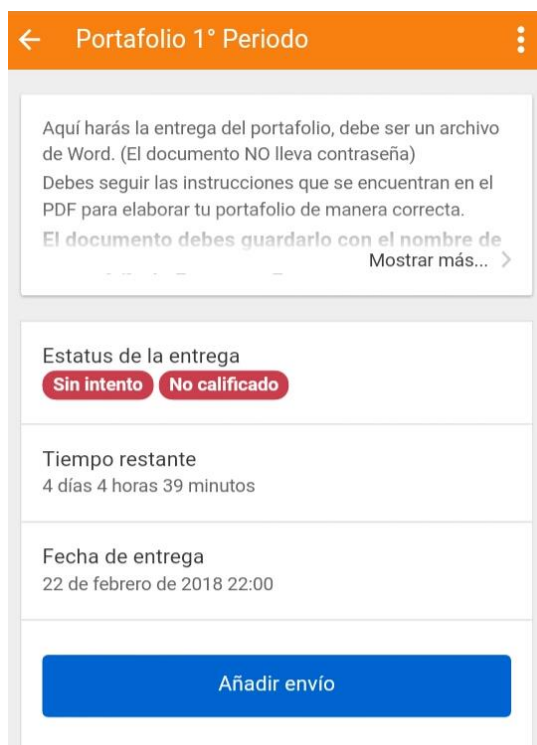 Portafolio 1° Periodo
Aquí harás la entrega del portafolio, debe ser un archivo
de Word. (El documento NO lleva contraseña)
Debes seguir las instrucciones que se encuentran en el
PDF para elaborar tu portafolio de manera correcta.
El documento debes guardarlo con el nombre de
Mostrar más...
Estatus de la entrega
Sin intento No calificado
Tiempo restante
4 días 4 horas 39 minutos
Fecha de entrega
22 de febrero de 2018 22:00
Añadir envío